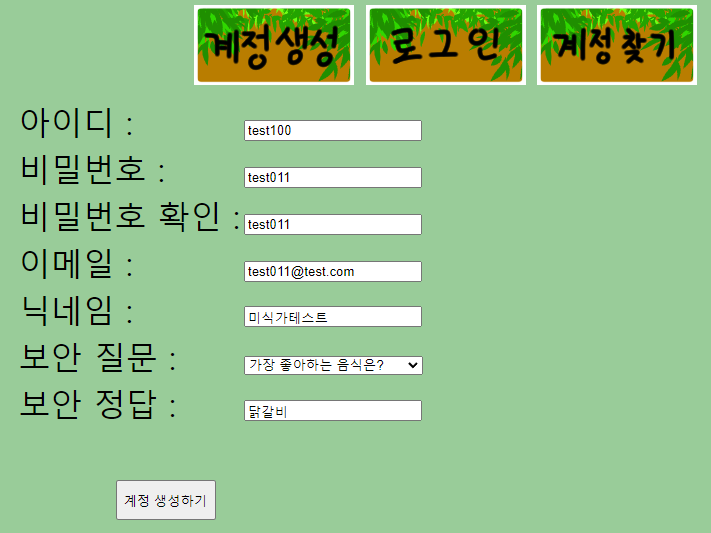 계정생성 로그인 계정찾기
아이디 : test100
비밀번호 : test011
비밀번호 확인 : test011
이메일 : test011@test.com
닉네임 : 미식가테스트
보안 질문 : 가장 좋아하는 음식은?
보안 정답 : 닭갈비
계정 생성하기